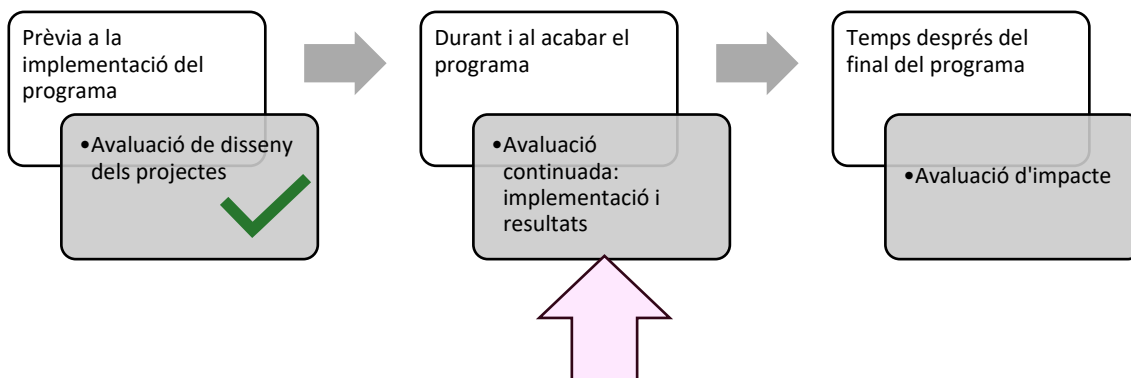 Prèvia a la
implementació del
programa
•Avaluació de disseny
dels projectes
Durant i al acabar el
programa
•Avaluació
continuada:
implementació i
resultats
Temps després del
final del programa
•Avaluació d'impacte